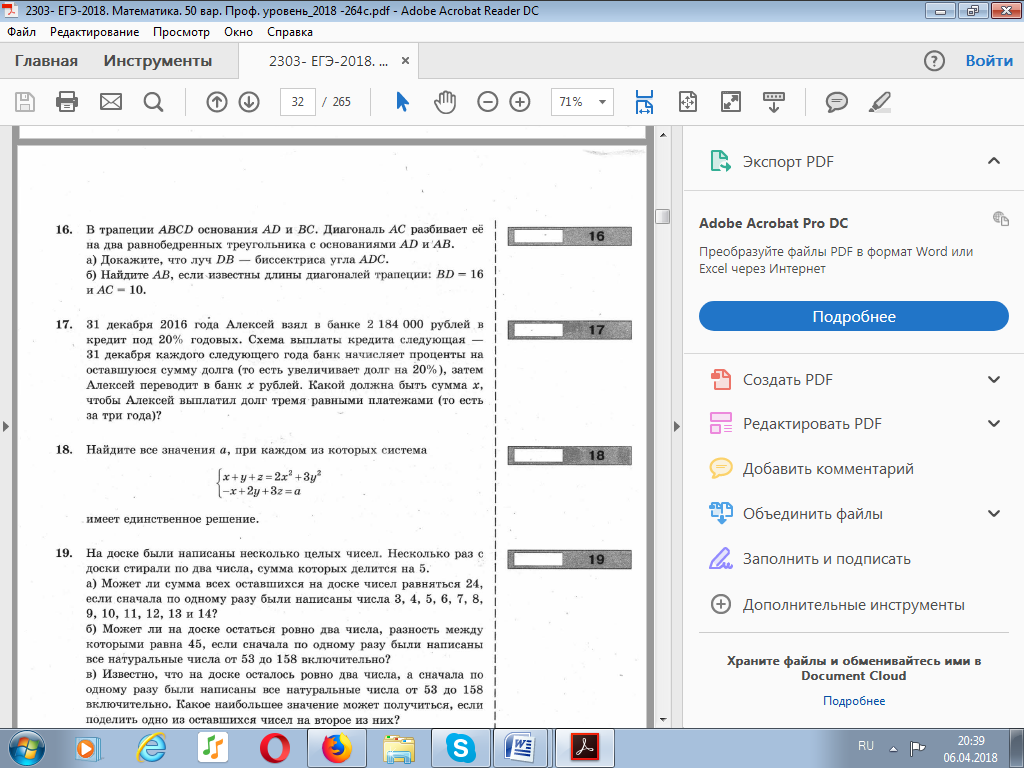 2303- ЕГЭ-2018. Математика. 50 вар. Проф. уровень_2018 -264с.pdf - Adobe Acrobat Reader DC
Файл Редактирование Просмотр Окно Справка
Главная Инструменты 2303- ЕГЭ-2018. ... × Войти
32 / 265 71%
16. В трапеции ABCD основания AD и BC. Диагональ AC разбивает её
на два равнобедренных треугольника с основаниями AD и AB.
а) Докажите, что луч DB — биссектриса угла ADC.
б) Найдите AB, если известны длины диагоналей трапеции: BD = 16
и AC = 10.
16
17. 31 декабря 2016 года Алексей взял в банке 2 184 000 рублей в
кредит под 20% годовых. Схема выплаты кредита следующая —
31 декабря каждого следующего года банк начисляет проценты на
оставшуюся сумму долга (то есть увеличивает долг на 20%), затем
Алексей переводит в банк x рублей. Какой должна быть сумма x,
чтобы Алексей выплатил долг тремя равными платежами (то есть
за три года)?
17
18. Найдите все значения a, при каждом из которых система
x + y + z = 2x² + 3y²
−x + 2y + 3z = a
имеет единственное решение.
18
19. На доске были написаны несколько целых чисел. Несколько раз с
доски стирали по два числа, сумма которых делится на 5.
а) Может ли сумма всех оставшихся на доске чисел равняться 24,
если сначала по одному разу были написаны числа 3, 4, 5, 6, 7, 8,
9, 10, 11, 12, 13 и 14?
б) Может ли на доске остаться ровно два числа, разность между
которыми равна 45, если сначала по одному разу были написаны
все натуральные числа от 53 до 158 включительно?
в) Известно, что на доске осталось ровно два числа, а сначала по
одному разу были написаны все натуральные числа от 53 до 158
включительно. Какое наибольшее значение может получиться, если
поделить одно из оставшихся чисел на второе из них?
19
Экспорт PDF
Adobe Acrobat Pro DC
Преобразуйте файлы PDF в формат Word или
Excel через Интернет
Подробнее
Создать PDF
Редактировать PDF
Добавить комментарий
Объединить файлы
Заполнить и подписать
Дополнительные инструменты
Храните файлы и обменивайтесь ими в
Document Cloud
Подробнее
RU 20:39
06.04.2018